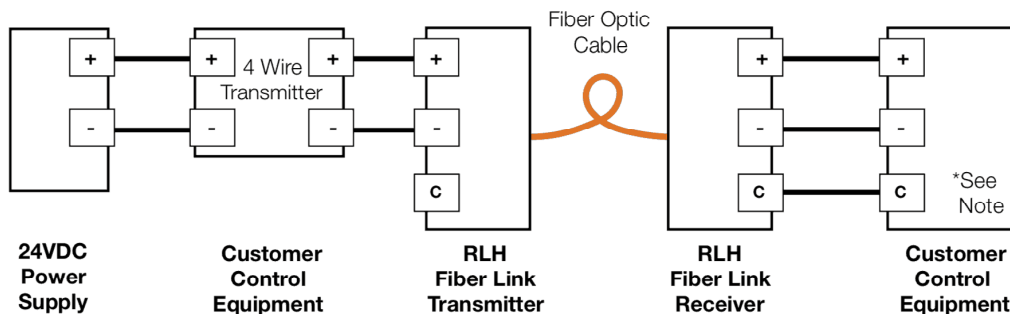 Fiber Optic
Cable
+ + + + + +
4 Wire
Transmitter
- - - - - -
C C C
*See
Note
24VDC
Power
Supply
Customer
Control
Equipment
RLH
Fiber Link
Transmitter
RLH
Fiber Link
Receiver
Customer
Control
Equipment